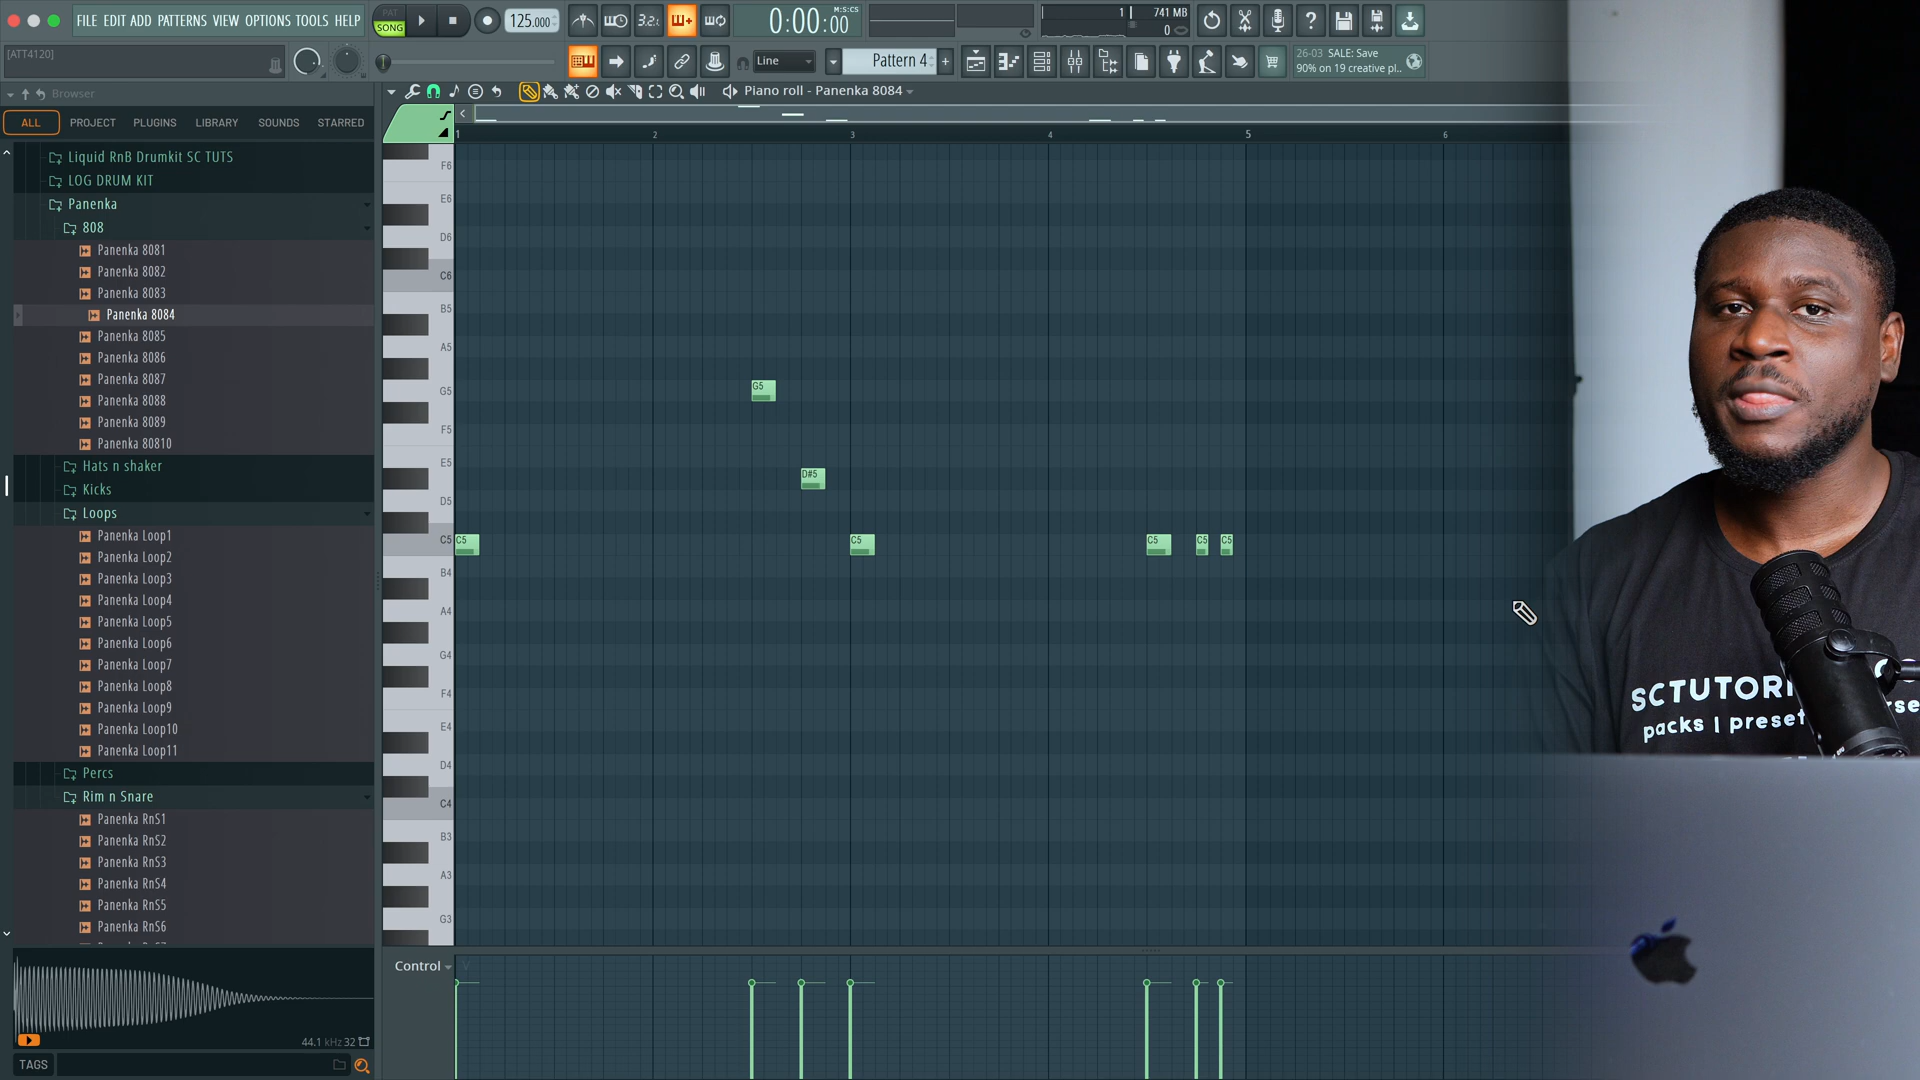 FILE EDIT ADD PATTERNS VIEW OPTIONS TOOLS HELP
PAT
SONG
125.000
3.2.
0:00:00
M:S:CS
1
741 MB
0
[ATT4120]
Line
Pattern 4
26-03 SALE: Save
90% on 19 creative pl..
Browser
Piano roll - Panenka 8084
ALL
PROJECT
PLUGINS
LIBRARY
SOUNDS
STARRED
1
2
3
4
5
6
Liquid RnB Drumkit SC TUTS
LOG DRUM KIT
Panenka
808
Panenka 8081
Panenka 8082
Panenka 8083
Panenka 8084
Panenka 8085
Panenka 8086
Panenka 8087
Panenka 8088
Panenka 8089
Panenka 80810
Hats n shaker
Kicks
Loops
Panenka Loop1
Panenka Loop2
Panenka Loop3
Panenka Loop4
Panenka Loop5
Panenka Loop6
Panenka Loop7
Panenka Loop8
Panenka Loop9
Panenka Loop10
Panenka Loop11
Percs
Rim n Snare
Panenka RnS1
Panenka RnS2
Panenka RnS3
Panenka RnS4
Panenka RnS5
Panenka RnS6
44.1 kHz 32
TAGS
F6
E6
D6
C6
B5
A5
G5
F5
E5
D5
C5
B4
A4
G4
F4
E4
D4
C4
B3
A3
G3
G5
D#5
C5
C5
C5
C5
C5
Control
SCTUTORI
packs | preset
rse